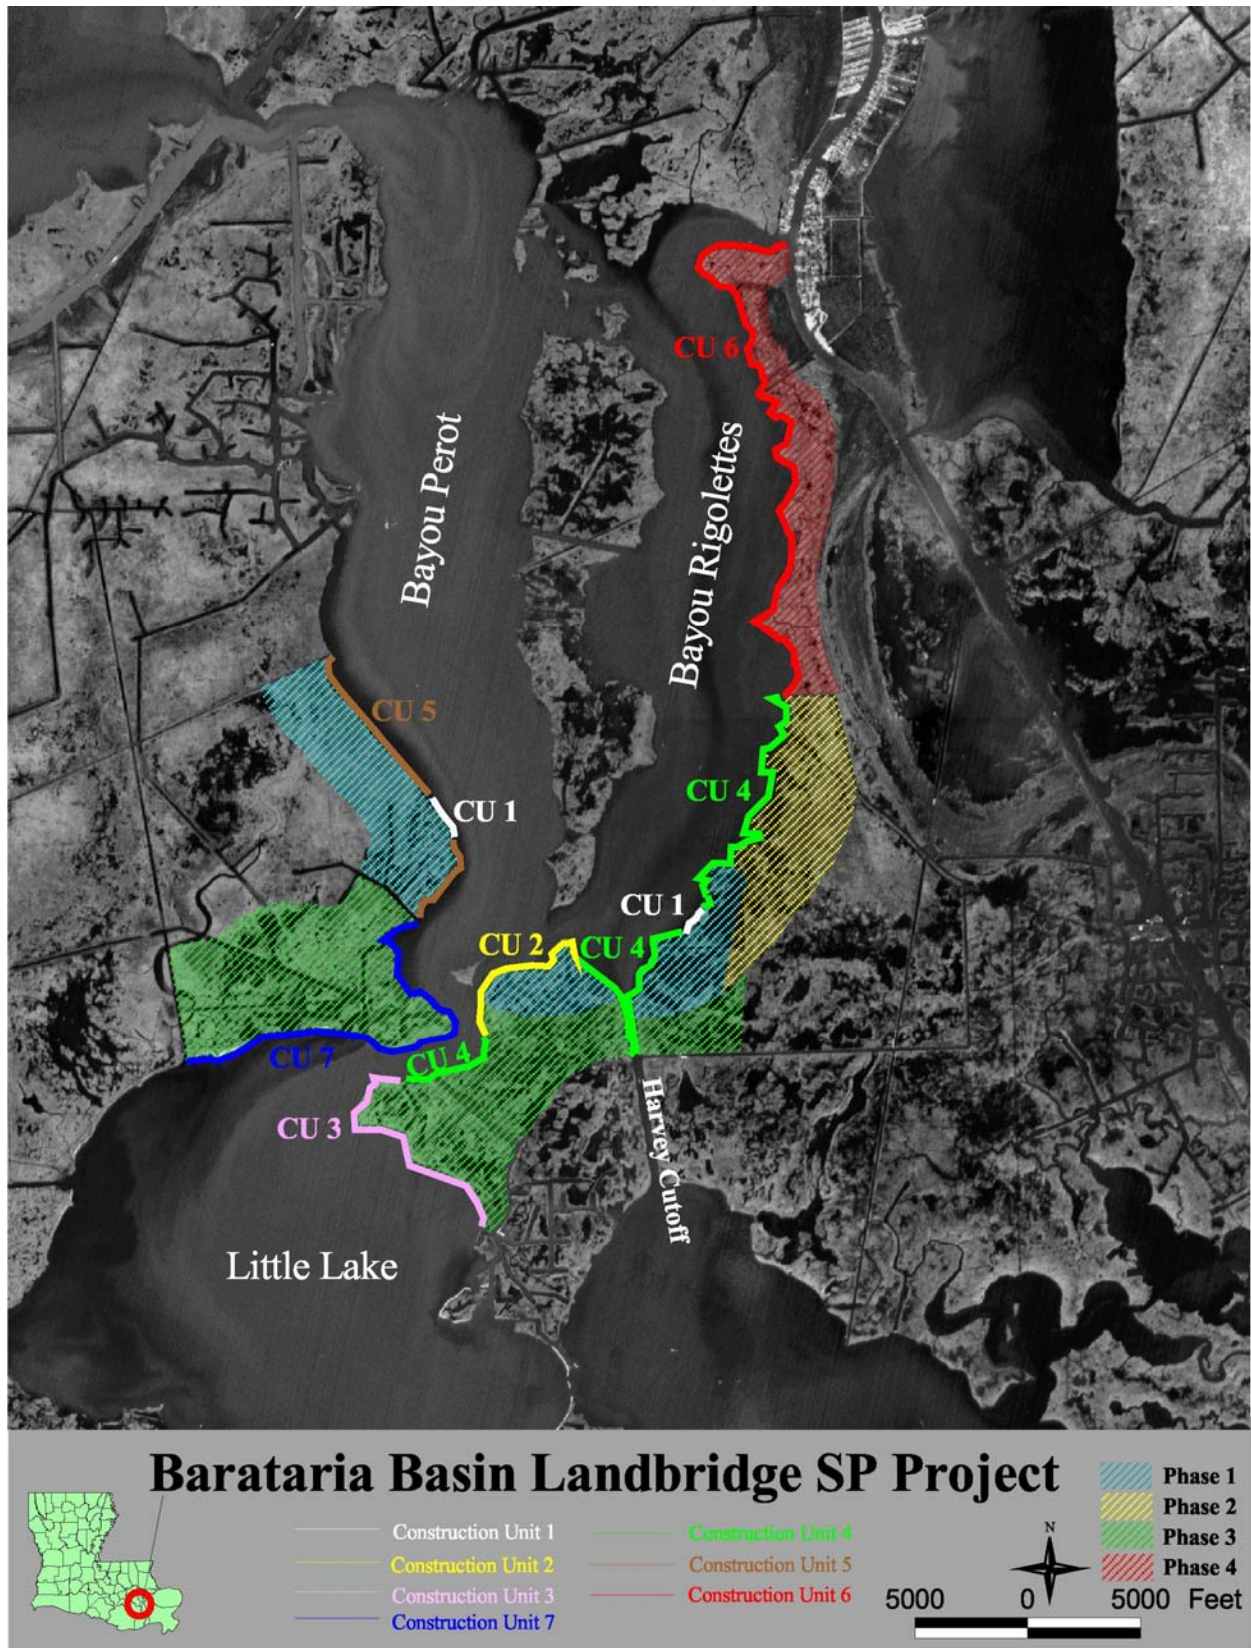 CU 6
Bayou Perot
Bayou Rigolettes
CU 5
CU 4
CU 1
CU 1
CU 2
CU 4
CU 7
CU 4
CU 3
Harvey Cutoff
Little Lake
Barataria Basin Landbridge SP Project
Construction Unit 1
Construction Unit 2
Construction Unit 3
Construction Unit 7
Construction Unit 4
Construction Unit 5
Construction Unit 6
N
5000 0 5000 Feet
Phase 1
Phase 2
Phase 3
Phase 4